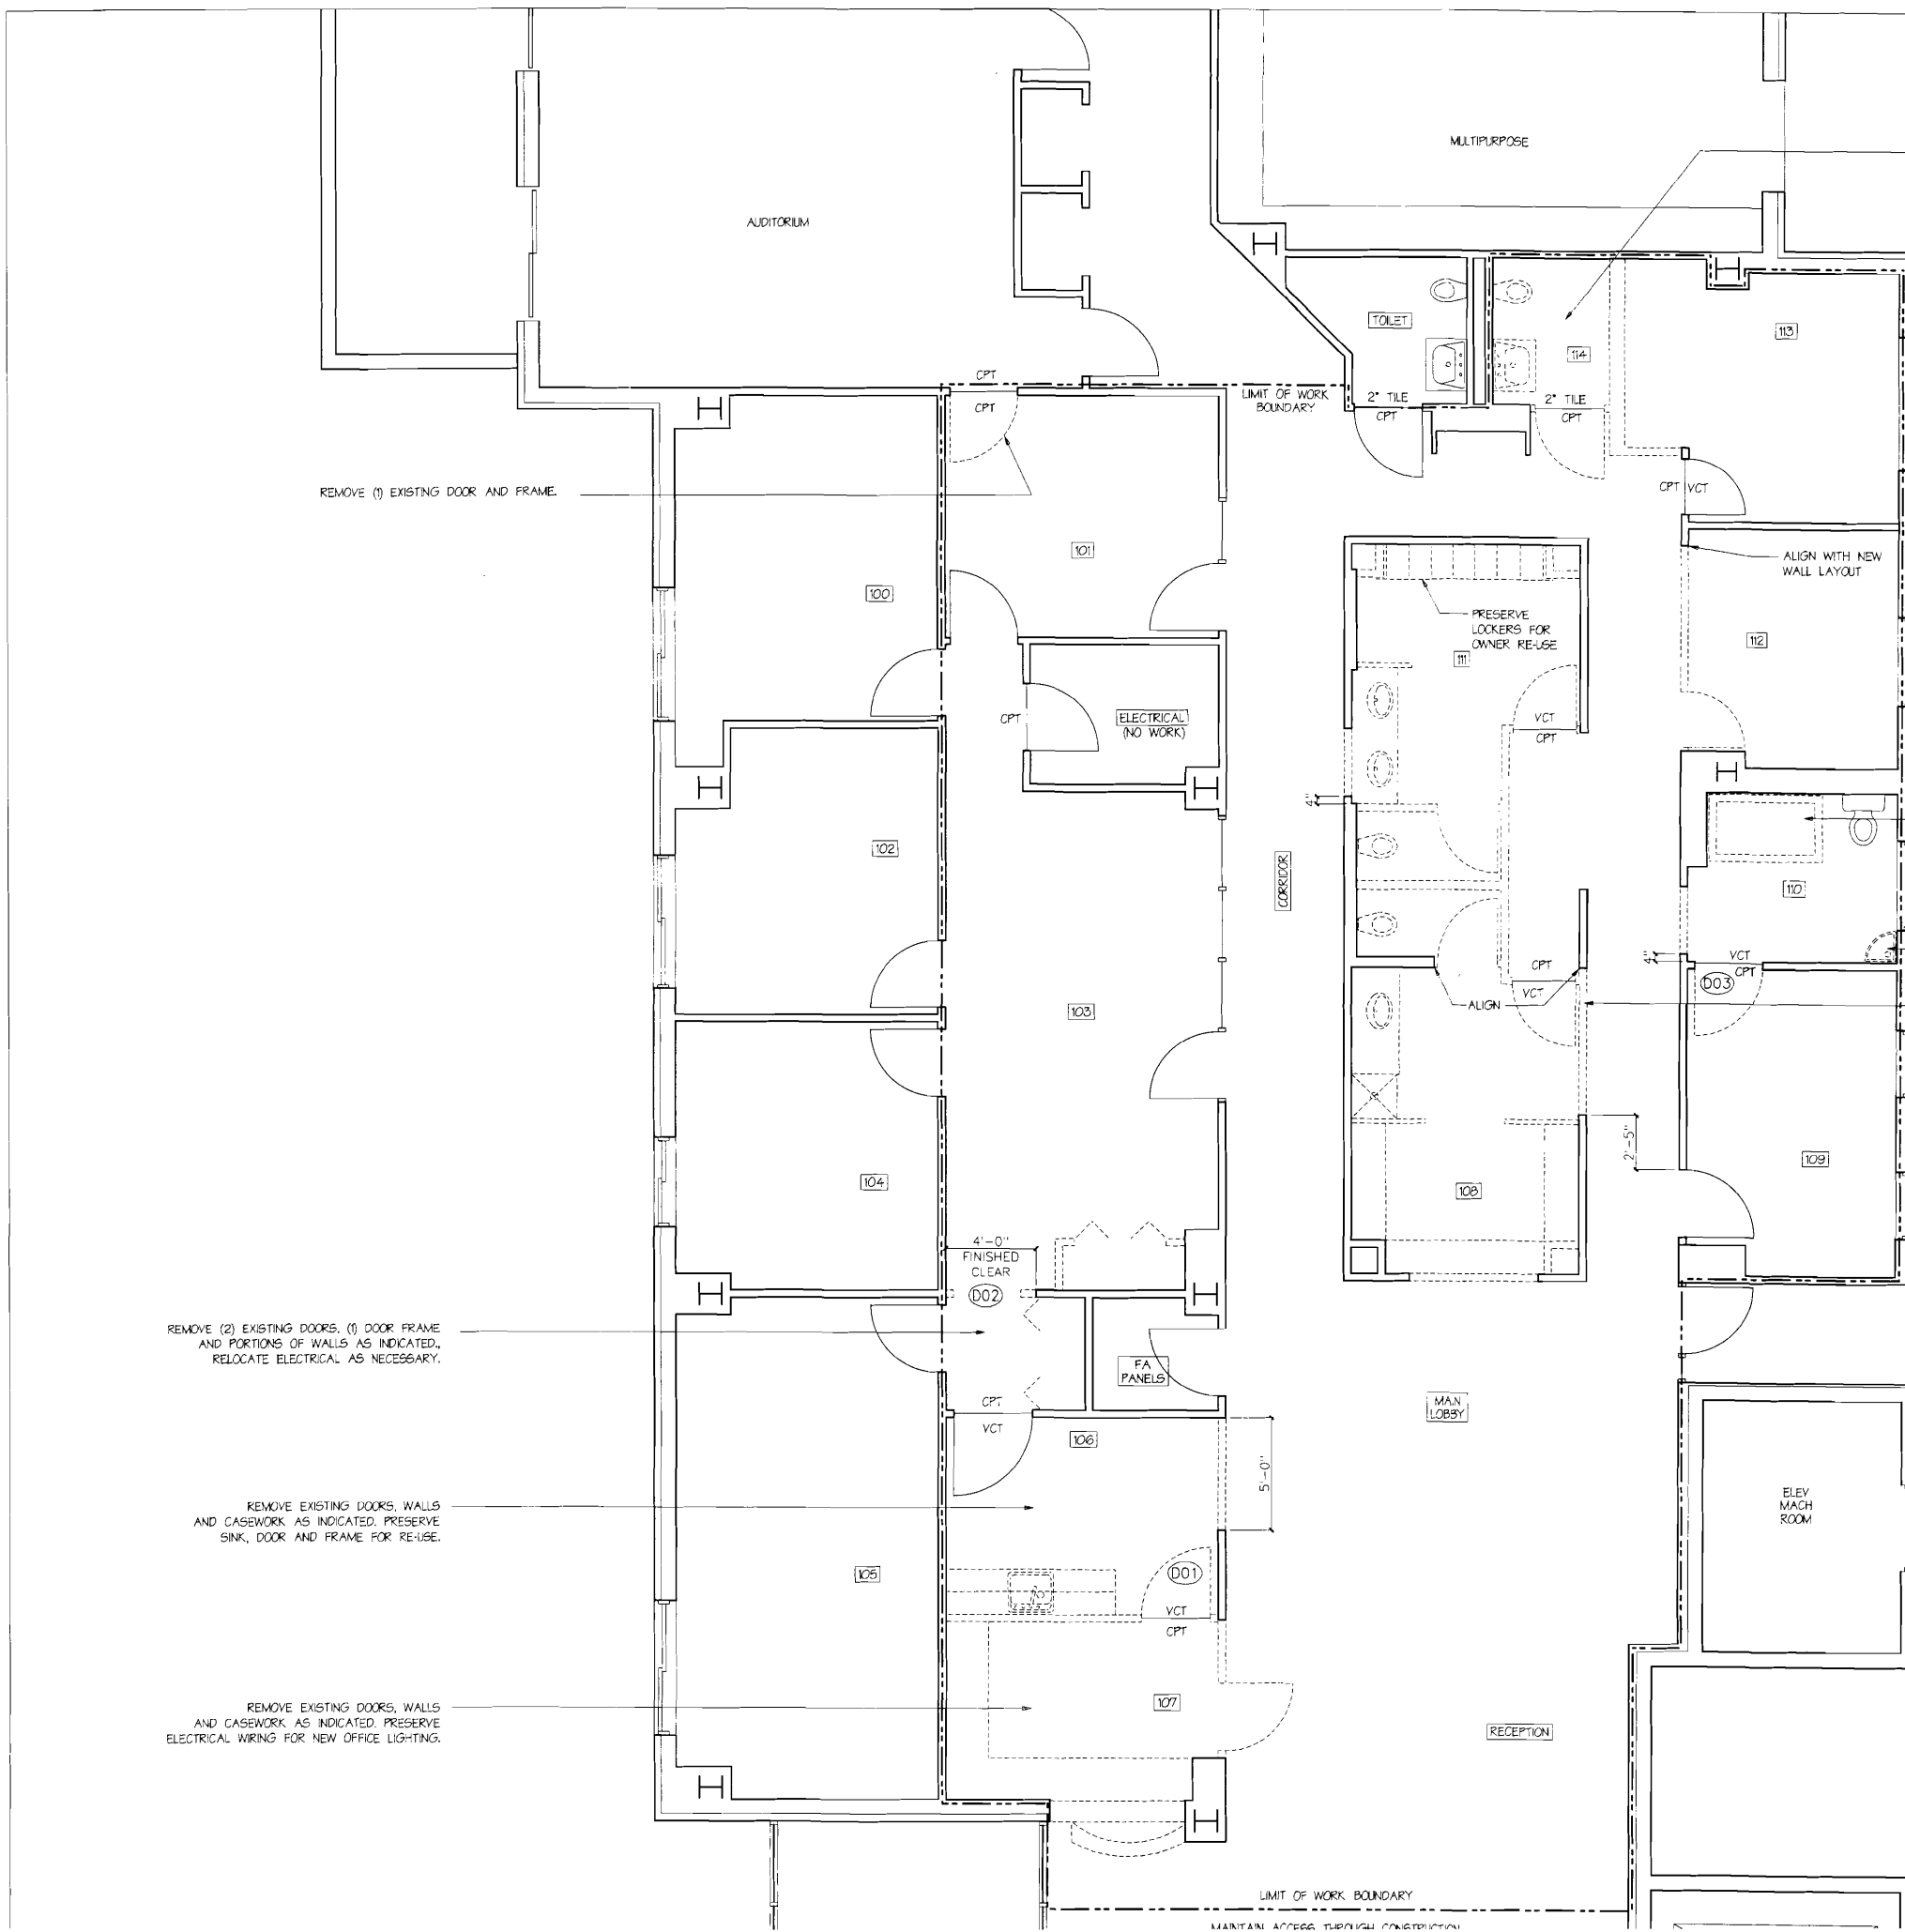 MULTIPURPOSE
AUDITORIUM
TOILET
113
114
CPT
CPT
LIMIT OF WORK
BOUNDARY
2" TILE
CPT
2" TILE
CPT
REMOVE (1) EXISTING DOOR AND FRAME.
CPT VCT
101
ALIGN WITH NEW
WALL LAYOUT
100
PRESERVE
LOCKERS FOR
OWNER RE-USE
111
112
CPT
ELECTRICAL
(NO WORK)
VCT
CPT
4"
102
CORRIDOR
110
4"
CPT
VCT
VCT
CPT
D03
ALIGN
103
2'-5"
109
104
108
4'-0"
FINISHED
CLEAR
D02
REMOVE (2) EXISTING DOORS, (1) DOOR FRAME
AND PORTIONS OF WALLS AS INDICATED.,
RELOCATE ELECTRICAL AS NECESSARY.
FA
PANELS
CPT
VCT
MAIN
LOBBY
106
5'-0"
REMOVE EXISTING DOORS, WALLS
AND CASEWORK AS INDICATED. PRESERVE
SINK, DOOR AND FRAME FOR RE-USE.
ELEV
MACH
ROOM
105
D01
VCT
CPT
107
REMOVE EXISTING DOORS, WALLS
AND CASEWORK AS INDICATED. PRESERVE
ELECTRICAL WIRING FOR NEW OFFICE LIGHTING.
RECEPTION
LIMIT OF WORK BOUNDARY
MAINTAIN ACCESS THROUGH CONSTRUCTION